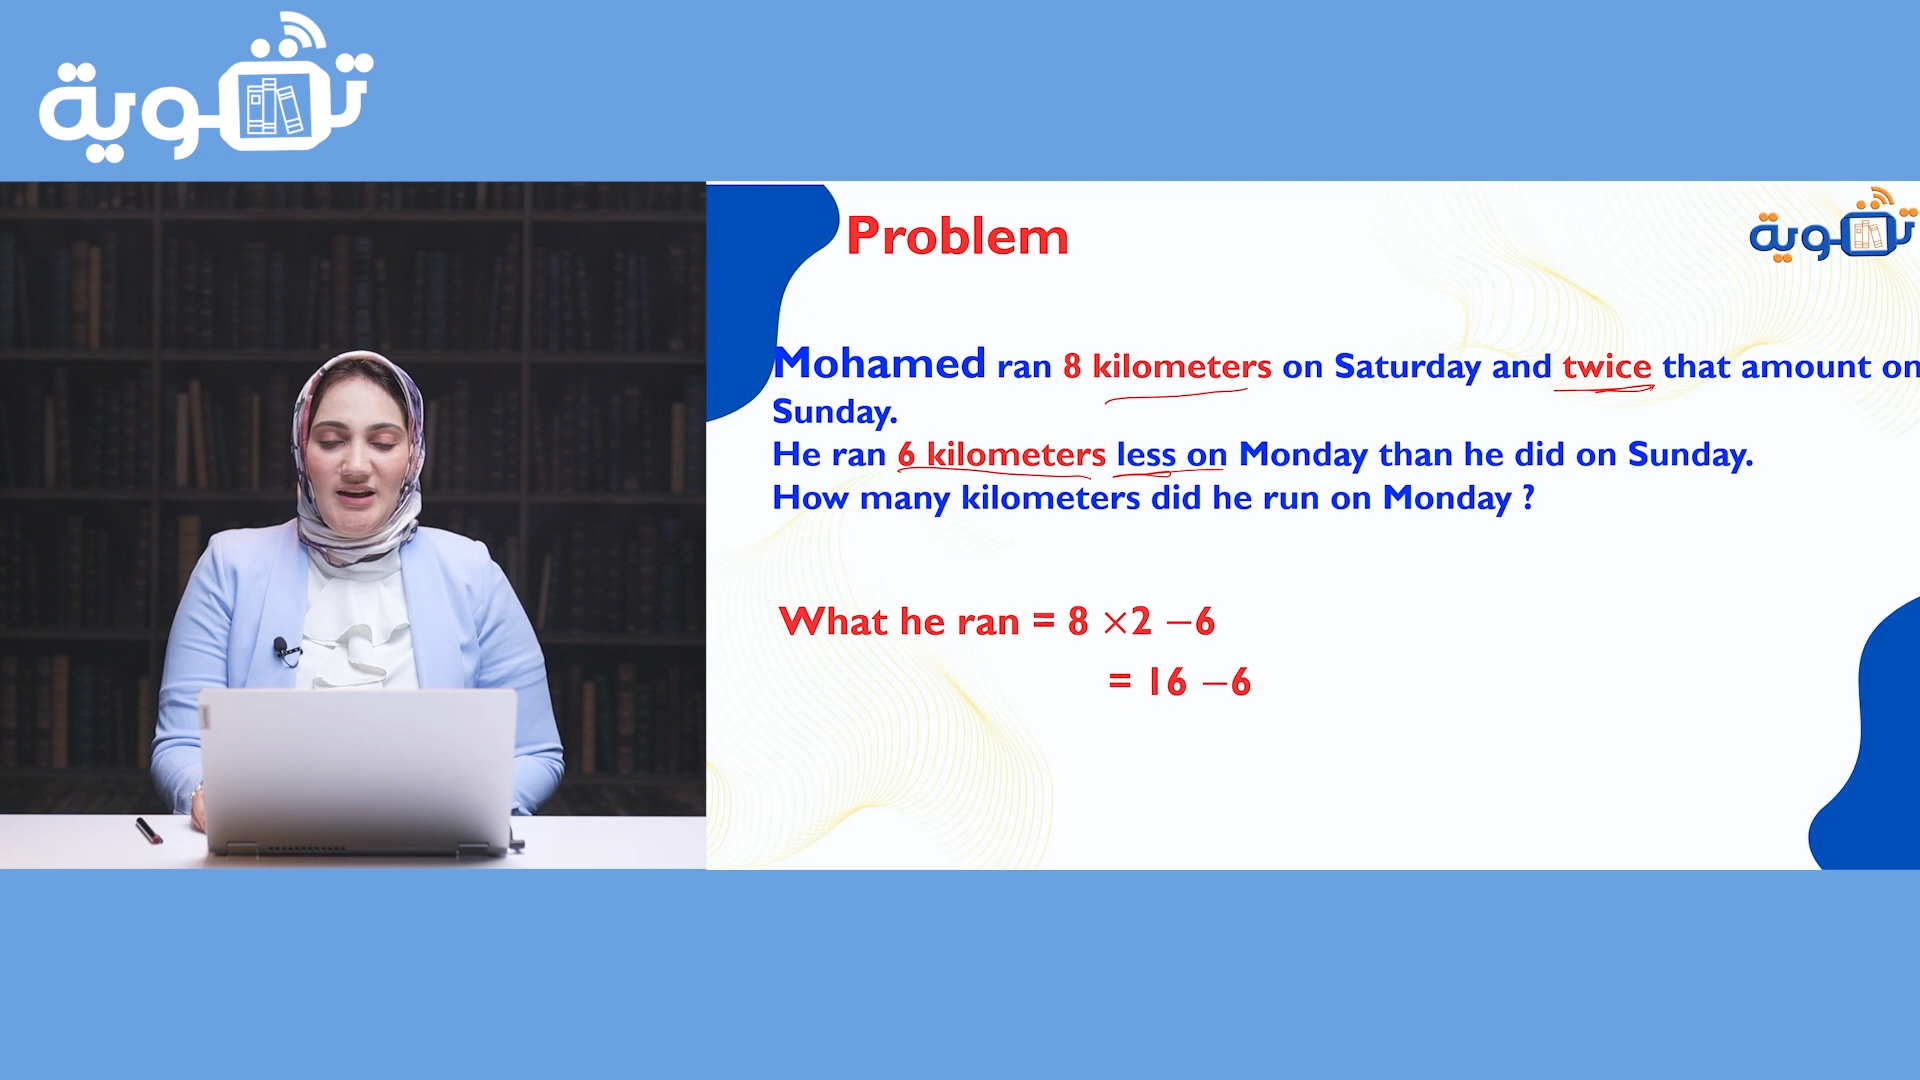 تقوية
Problem
تقوية
Mohamed ran 8 kilometers on Saturday and twice that amount on
Sunday.
He ran 6 kilometers less on Monday than he did on Sunday.
How many kilometers did he run on Monday ?
What he ran = 8 ×2 −6
= 16 −6